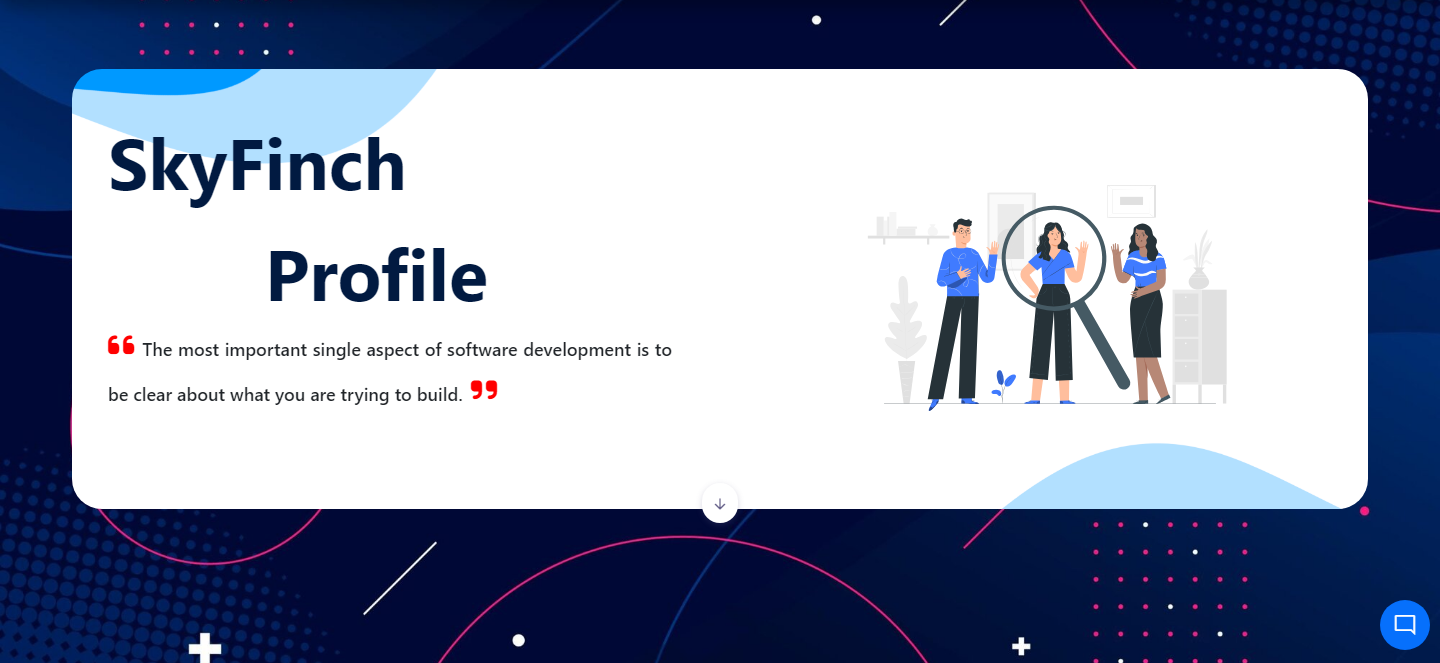 SkyFinch
Profile
❝ The most important single aspect of software development is to
be clear about what you are trying to build. ❞